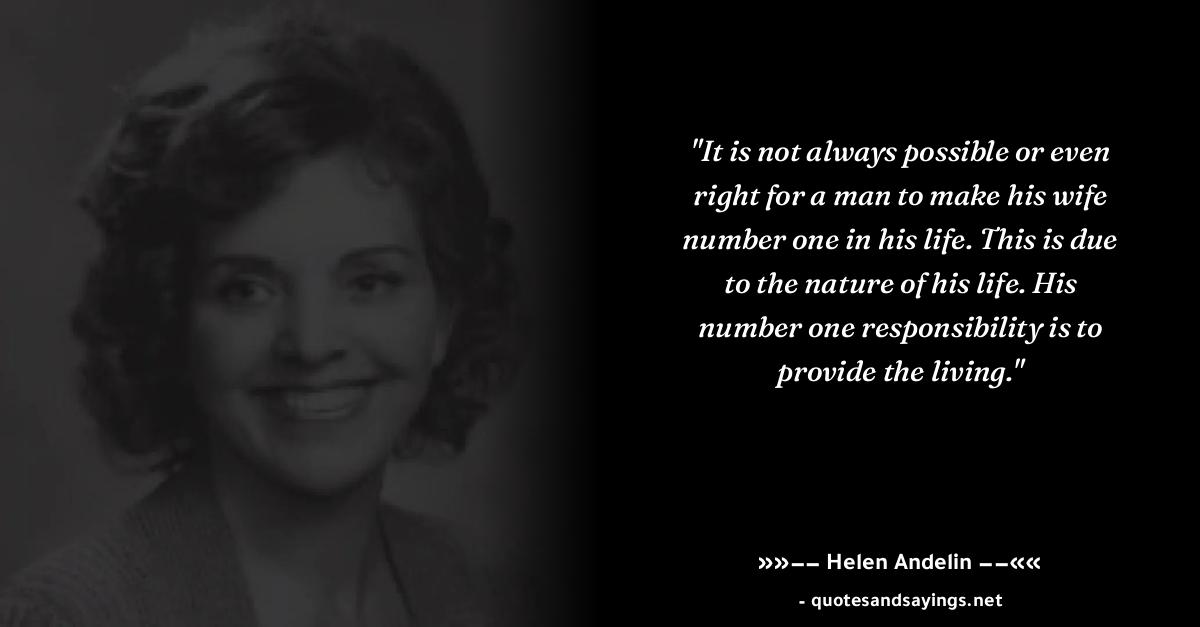 "It is not always possible or even
right for a man to make his wife
number one in his life. This is due
to the nature of his life. His
number one responsibility is to
provide the living."
»»−− Helen Andelin −−««
- quotesandsayings.net